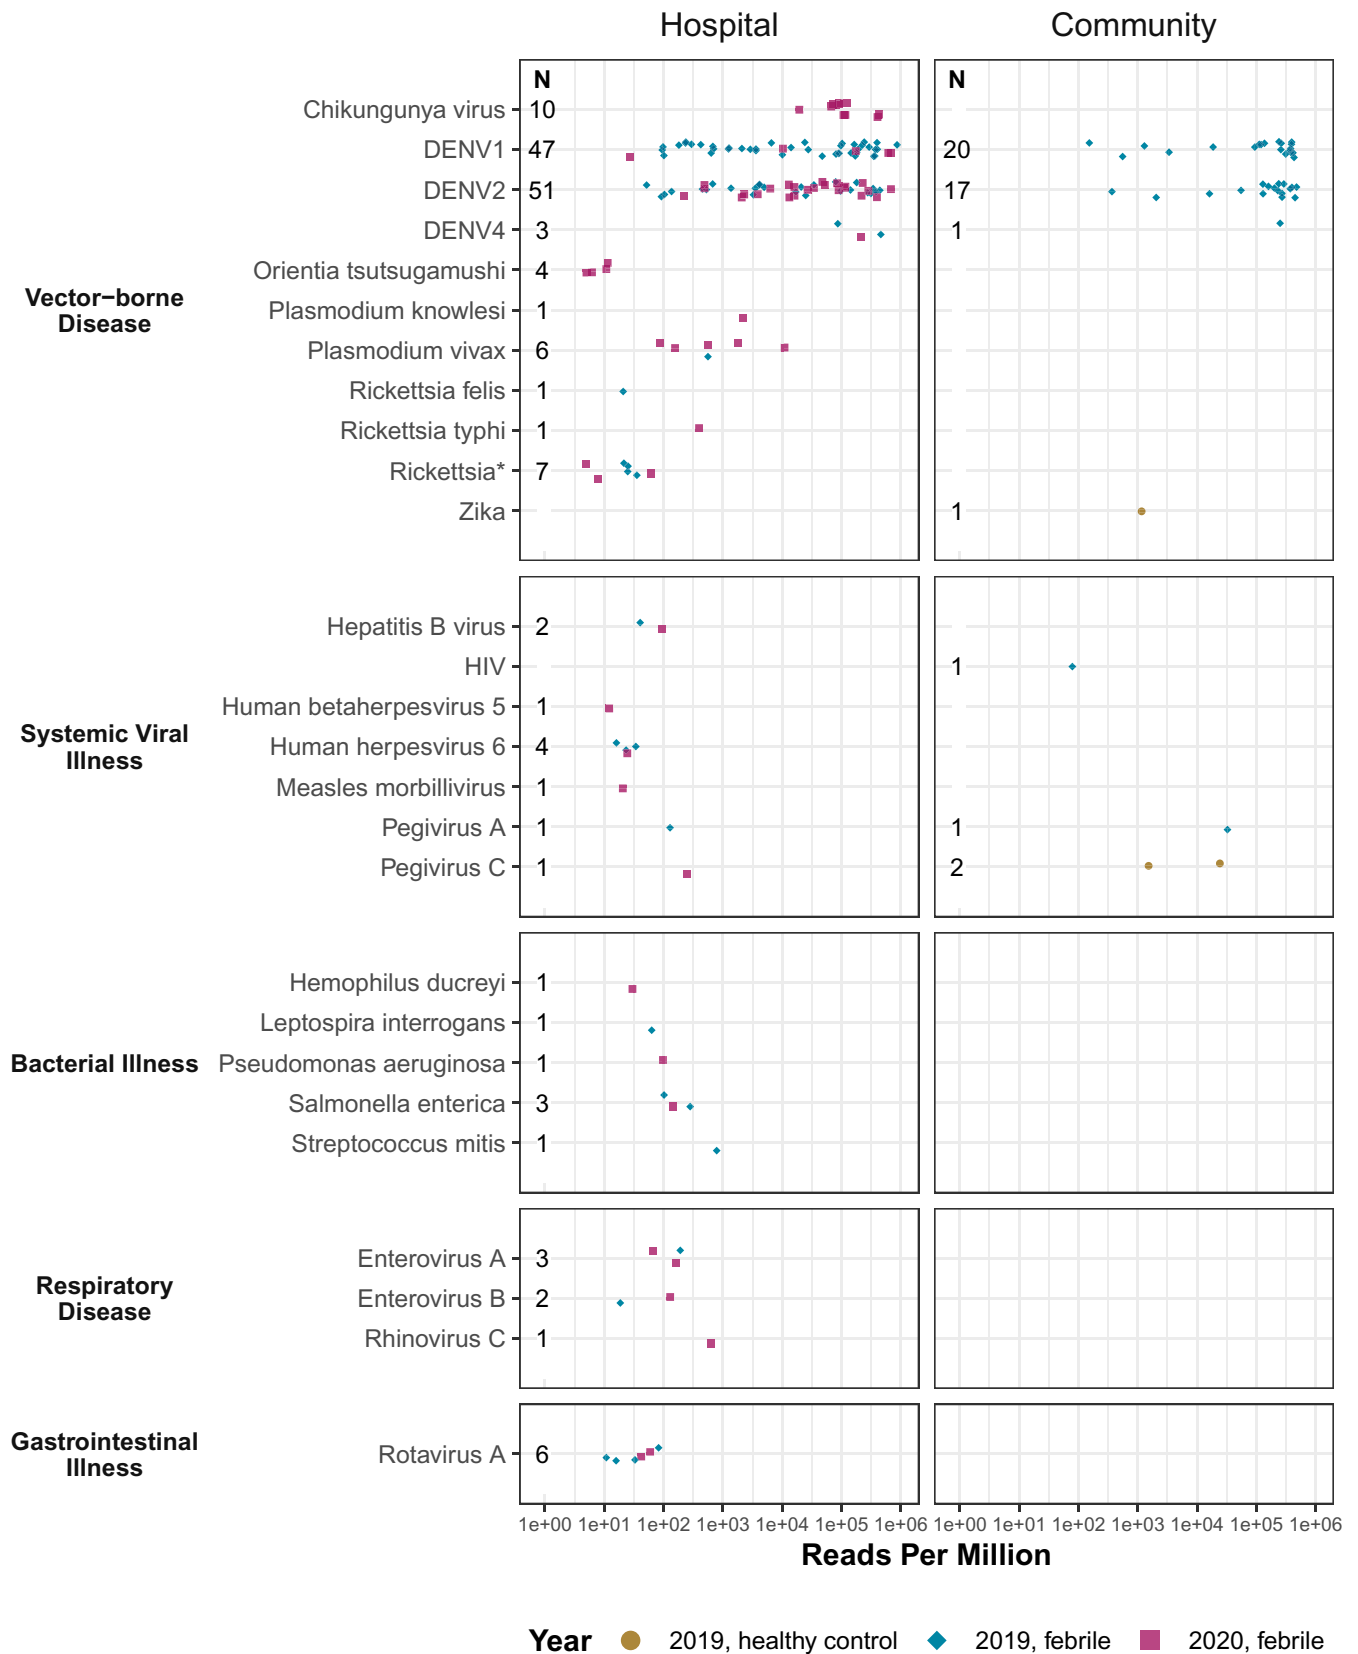 Hospital Community
N N
Chikungunya virus 10
DENV1 47 20
DENV2 51 17
DENV4 3 1
Orientia tsutsugamushi 4
Vector−borne
Disease
Plasmodium knowlesi 1
Plasmodium vivax 6
Rickettsia felis 1
Rickettsia typhi 1
Rickettsia* 7
Zika 1
Hepatitis B virus 2
HIV 1
Human betaherpesvirus 5 1
Systemic Viral
Illness
Human herpesvirus 6 4
Measles morbillivirus 1
Pegivirus A 1 1
Pegivirus C 1 2
Hemophilus ducreyi 1
Leptospira interrogans 1
Bacterial Illness Pseudomonas aeruginosa 1
Salmonella enterica 3
Streptococcus mitis 1
Enterovirus A 3
Respiratory
Disease
Enterovirus B 2
Rhinovirus C 1
Gastrointestinal
Illness
Rotavirus A 6
1e+00 1e+01 1e+02 1e+03 1e+04 1e+05 1e+06 1e+00 1e+01 1e+02 1e+03 1e+04 1e+05 1e+06
Reads Per Million
Year 2019, healthy control 2019, febrile 2020, febrile